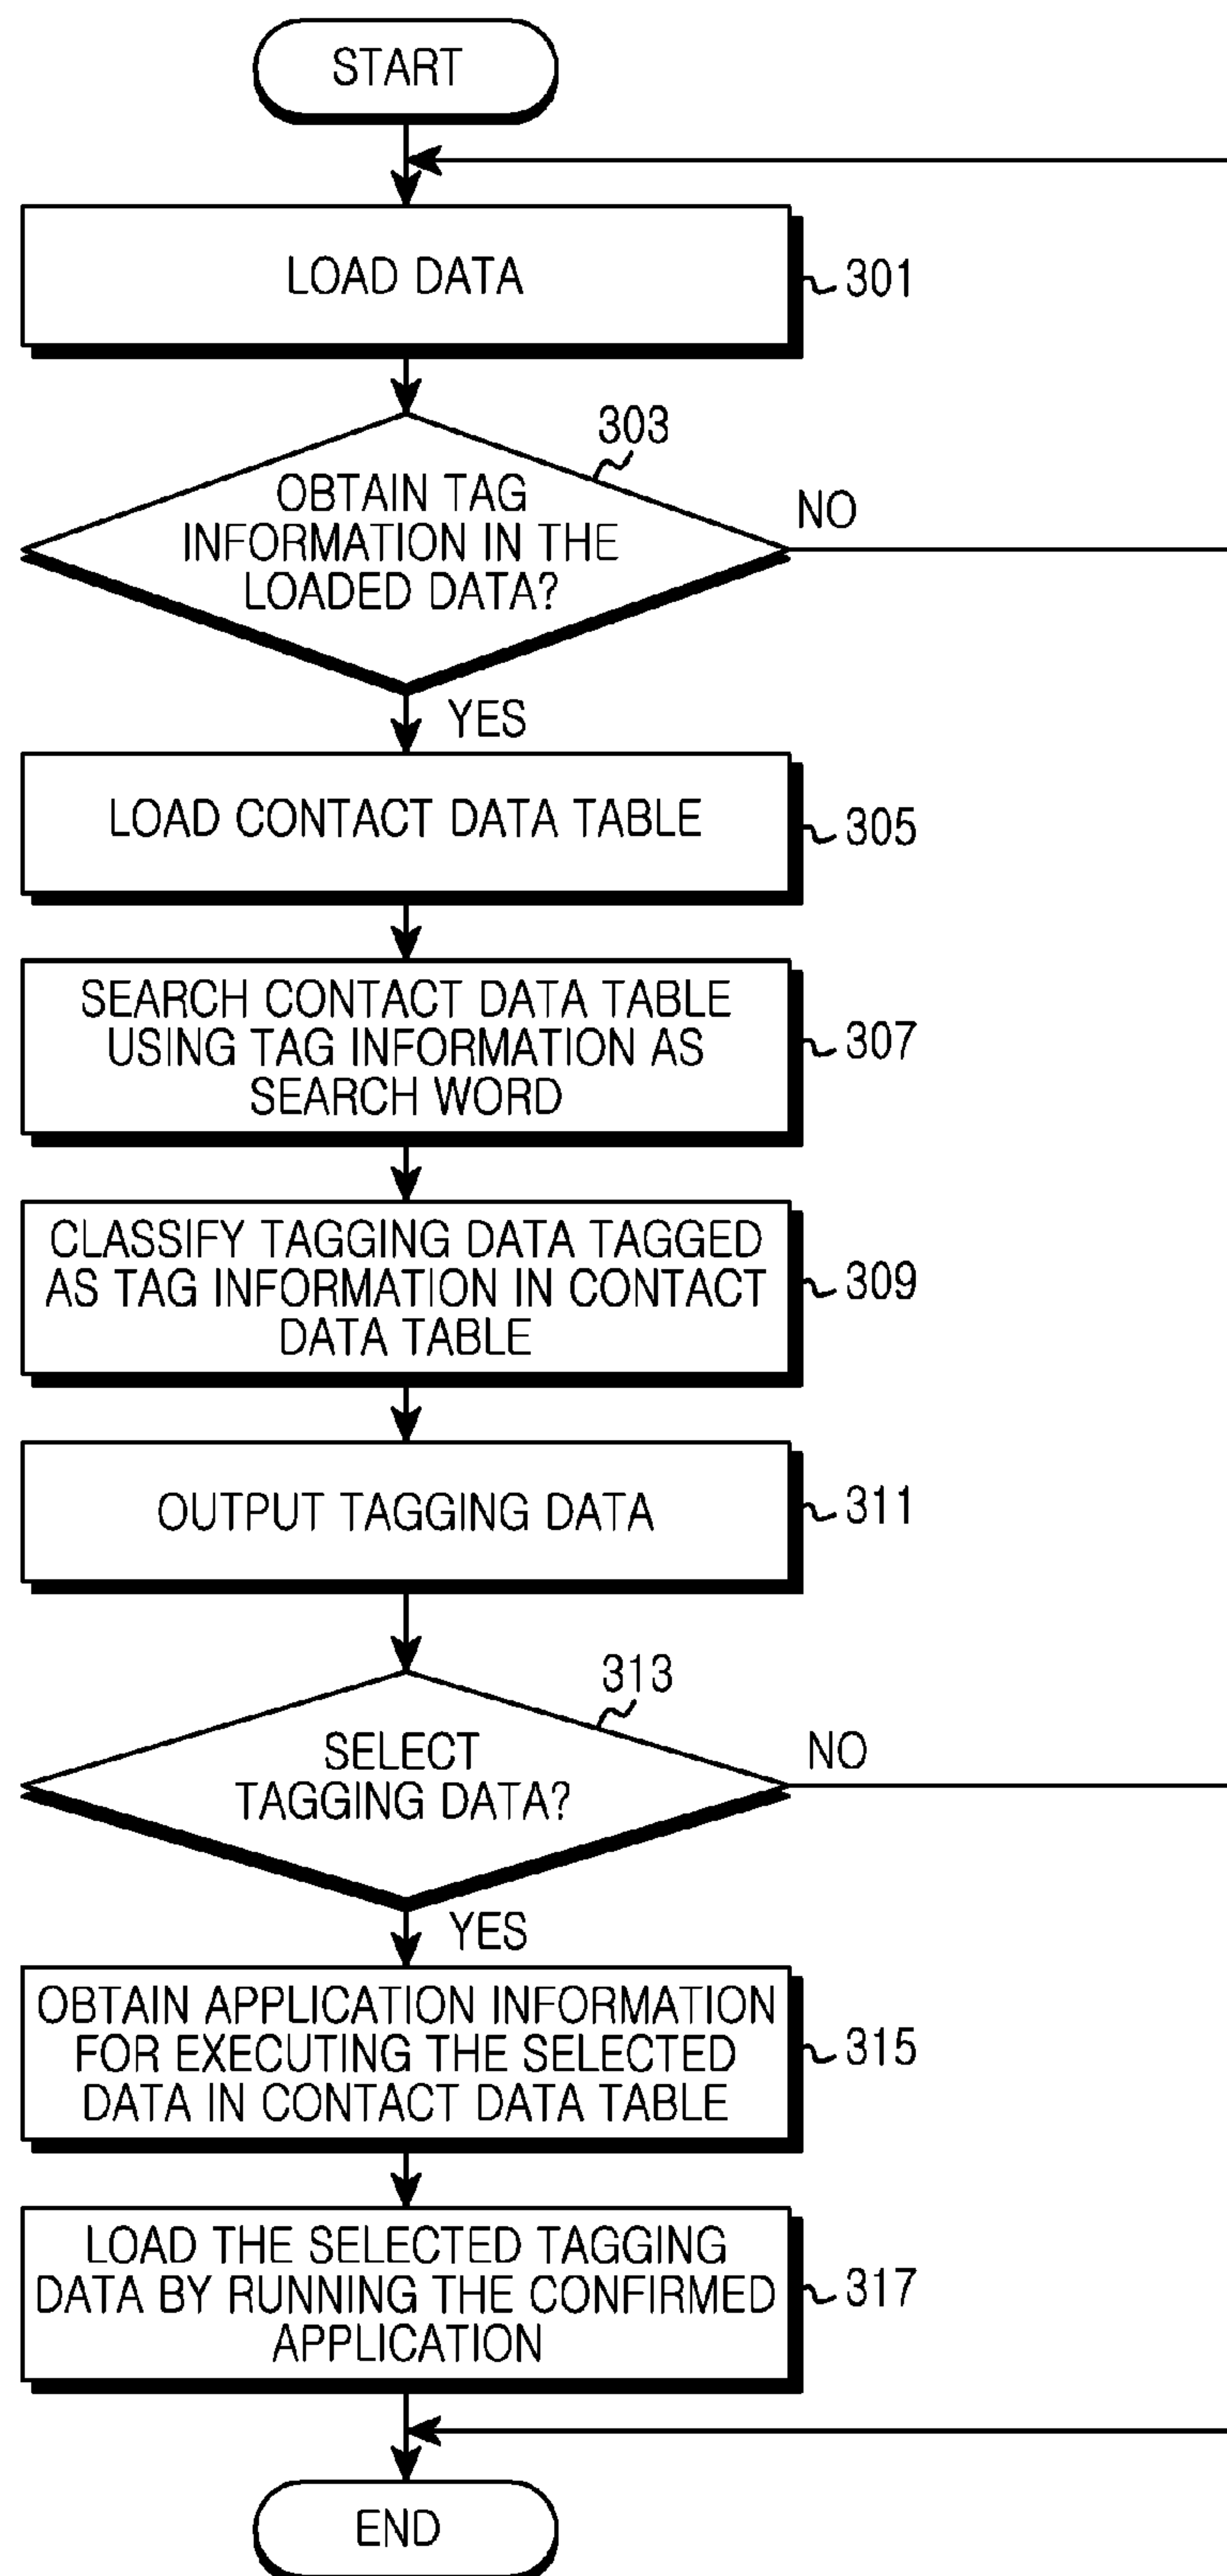 START
LOAD DATA
301
303
OBTAIN TAG
INFORMATION IN THE
LOADED DATA?
NO
YES
LOAD CONTACT DATA TABLE
305
SEARCH CONTACT DATA TABLE
USING TAG INFORMATION AS
SEARCH WORD
307
CLASSIFY TAGGING DATA TAGGED
AS TAG INFORMATION IN CONTACT
DATA TABLE
309
OUTPUT TAGGING DATA
311
313
SELECT
TAGGING DATA?
NO
YES
OBTAIN APPLICATION INFORMATION
FOR EXECUTING THE SELECTED
DATA IN CONTACT DATA TABLE
315
LOAD THE SELECTED TAGGING
DATA BY RUNNING THE CONFIRMED
APPLICATION
317
END